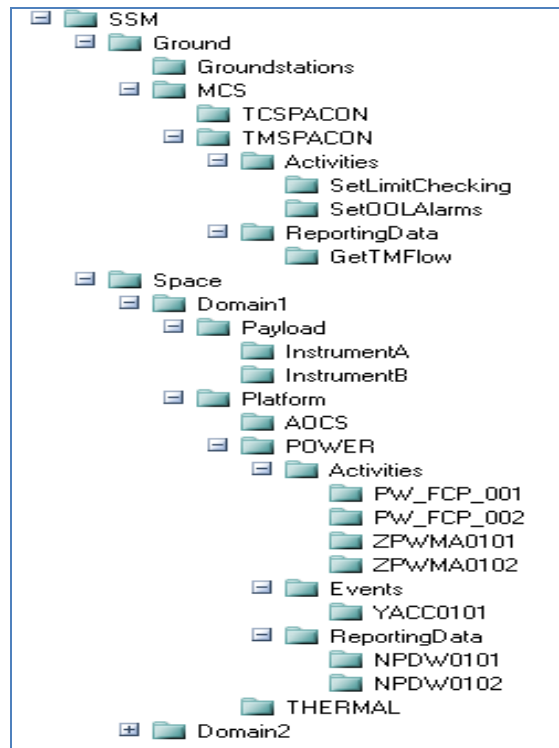 SSM
Ground
Groundstations
MCS
TCSPACON
TMSPACON
Activities
SetLimitChecking
SetOOLAlarms
ReportingData
GetTMFlow
Space
Domain1
Payload
InstrumentA
InstrumentB
Platform
AOCS
POWER
Activities
PW_FCP_001
PW_FCP_002
ZPWMA0101
ZPWMA0102
Events
YACC0101
ReportingData
NPDW0101
NPDW0102
THERMAL
Domain2